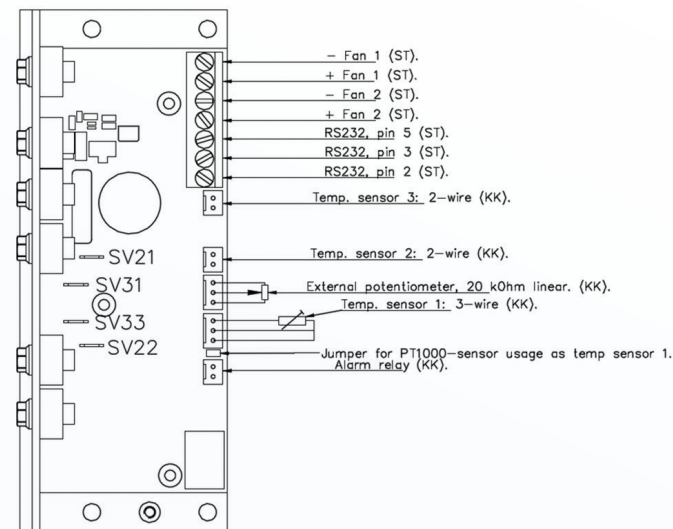 - Fan 1 (ST).
+ Fan 1 (ST).
- Fan 2 (ST).
+ Fan 2 (ST).
RS232, pin 5 (ST).
RS232, pin 3 (ST).
RS232, pin 2 (ST).
Temp. sensor 3: 2-wire (KK).
Temp. sensor 2: 2-wire (KK).
SV21
SV31
External potentiometer, 20 kOhm linear. (KK).
Temp. sensor 1: 3-wire (KK).
SV33
SV22
Jumper for PT1000-sensor usage as temp sensor 1.
Alarm relay (KK).